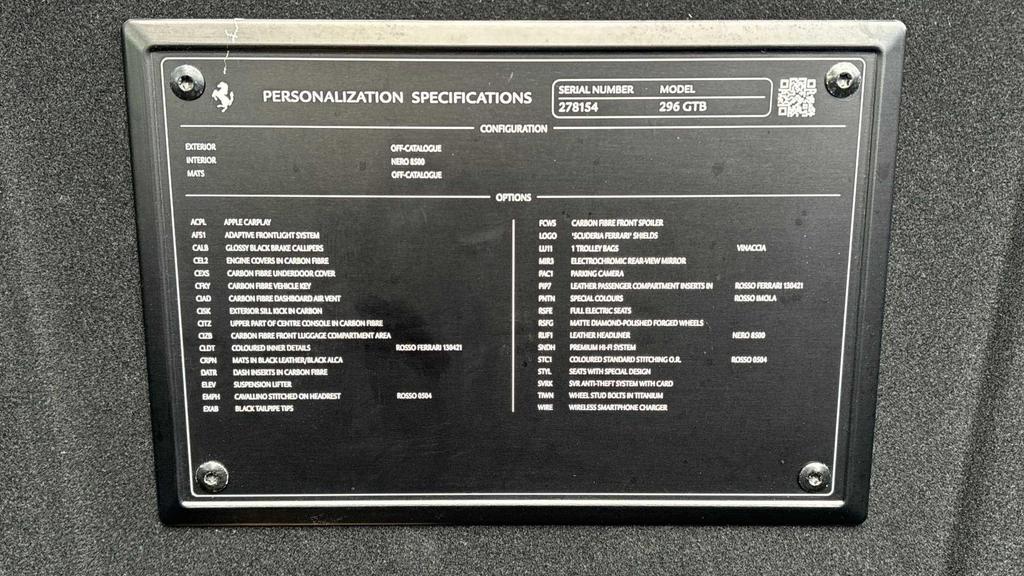 PERSONALIZATION SPECIFICATIONS
SERIAL NUMBER MODEL
278154 296 GTB
CONFIGURATION
EXTERIOR OFF-CATALOGUE
INTERIOR NERO 8500
MATS OFF-CATALOGUE
OPTIONS
ACPL APPLE CARPLAY
AFS1 ADAPTIVE FRONTLIGHT SYSTEM
CALB GLOSSY BLACK BRAKE CALLIPERS
CEL2 ENGINE COVERS IN CARBON FIBRE
CEXS CARBON FIBRE UNDERDOOR COVER
CFKY CARBON FIBRE VEHICLE KEY
CIAD CARBON FIBRE DASHBOARD AIR VENT
CISK EXTERIOR SILL KICK IN CARBON
CITZ UPPER PART OF CENTRE CONSOLE IN CARBON FIBRE
CIZB CARBON FIBRE FRONT LUGGAGE COMPARTMENT AREA
CLDT COLOURED INNER DETAILS ROSSO FERRARI 130421
CRPN MATS IN BLACK LEATHER/BLACK ALCA
DATR DASH INSERTS IN CARBON FIBRE
ELEV SUSPENSION LIFTER
EMPH CAVALLINO STITCHED ON HEADREST ROSSO 0504
EXAB BLACK TAILPIPE TIPS
FCWS CARBON FIBRE FRONT SPOILER
LOGO 'SCUDERIA FERRARI' SHIELDS
LU11 1 TROLLEY BAGS VINACCIA
MIR3 ELECTROCHROMIC REAR-VIEW MIRROR
PAC1 PARKING CAMERA
PIP7 LEATHER PASSENGER COMPARTMENT INSERTS IN ROSSO FERRARI 130421
PNTN SPECIAL COLOURS ROSSO IMOLA
RSFE FULL ELECTRIC SEATS
RSFG MATTE DIAMOND-POLISHED FORGED WHEELS
RUF1 LEATHER HEADLINER NERO 8500
SNDH PREMIUM HI-FI SYSTEM
STC1 COLOURED STANDARD STITCHING O.R. ROSSO 0504
STYL SEATS WITH SPECIAL DESIGN
SVRK SVR ANTI-THEFT SYSTEM WITH CARD
TIWN WHEEL STUD BOLTS IN TITANIUM
WIRE WIRELESS SMARTPHONE CHARGER